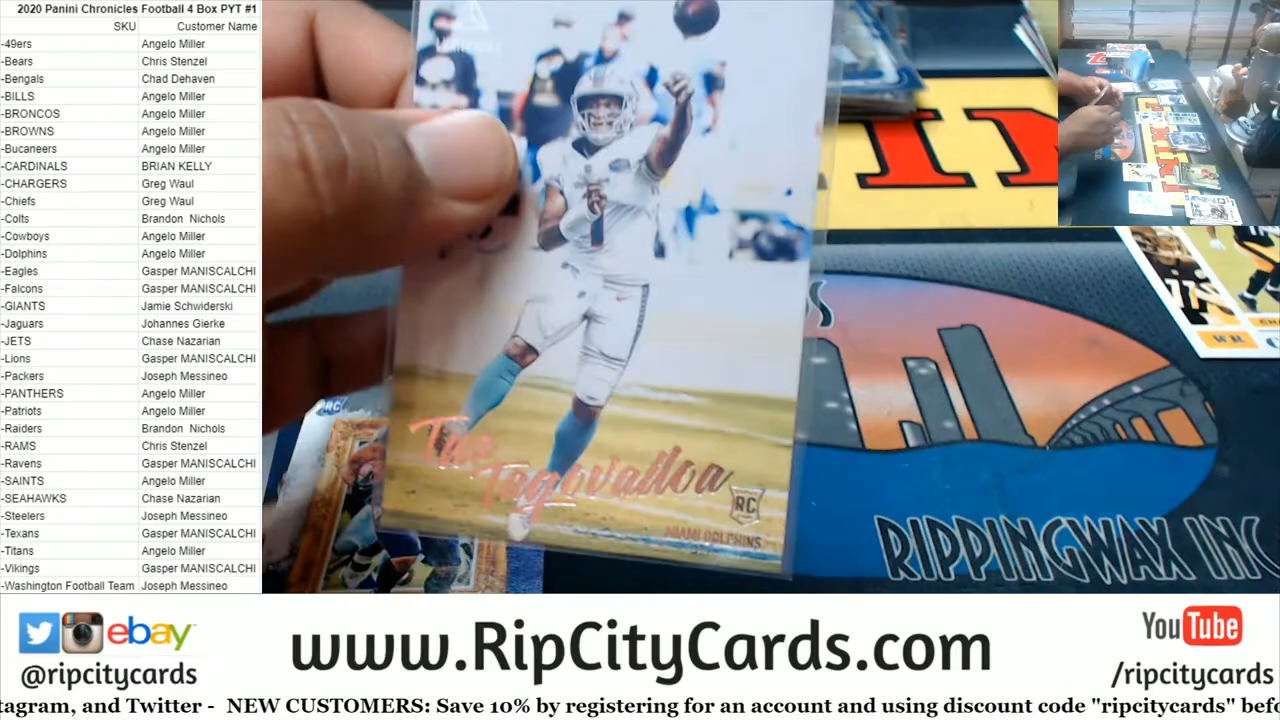 2020 Panini Chronicles Football 4 Box PYT #1
SKU Customer Name
-49ers Angelo Miller
-Bears Chris Stenzel
-Bengals Chad Dehaven
-BILLS Angelo Miller
-BRONCOS Angelo Miller
-BROWNS Angelo Miller
-Bucaneers Angelo Miller
-CARDINALS BRIAN KELLY
-CHARGERS Greg Waul
-Chiefs Greg Waul
-Colts Brandon Nichols
-Cowboys Angelo Miller
-Dolphins Angelo Miller
-Eagles Gasper MANISCALCHI
-Falcons Gasper MANISCALCHI
-GIANTS Jamie Schwiderski
-Jaguars Johannes Gierke
-JETS Chase Nazarian
-Lions Gasper MANISCALCHI
-Packers Joseph Messineo
-PANTHERS Angelo Miller
-Patriots Angelo Miller
-Raiders Brandon Nichols
-RAMS Chris Stenzel
-Ravens Gasper MANISCALCHI
-SAINTS Angelo Miller
-SEAHAWKS Chase Nazarian
-Steelers Joseph Messineo
-Texans Gasper MANISCALCHI
-Titans Angelo Miller
-Vikings Gasper MANISCALCHI
-Washington Football Team Joseph Messineo
Tua
Tagovailoa
RC
MIAMI DOLPHINS
RC
WR
RIPPINGWAX INC
ebay
@ripcitycards
www.RipCityCards.com
YouTube
/ripcitycards
tagram, and Twitter - NEW CUSTOMERS: Save 10% by registering for an account and using discount code "ripcitycards" befo